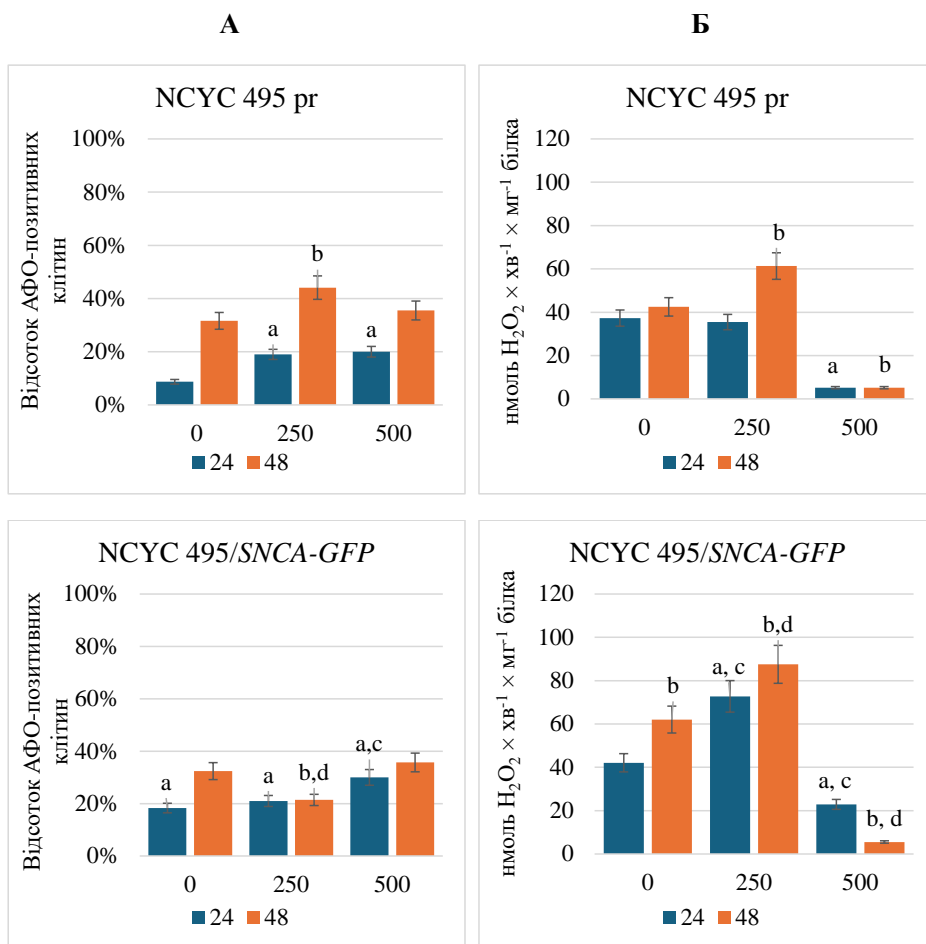 А
Б
NCYC 495 pr
Відсоток АФО-позитивних
клітин
100%
80%
60%
40%
20%
0%
a
b
a
0
250
500
24
48
NCYC 495 pr
нмоль H₂O₂ × хв⁻¹ × мг⁻¹ білка
120
100
80
60
40
20
0
b
a
b
0
250
500
24
48
NCYC 495/SNCA-GFP
Відсоток АФО-позитивних
клітин
100%
80%
60%
40%
20%
0%
a
a
b,d
a,c
0
250
500
24
48
NCYC 495/SNCA-GFP
нмоль H₂O₂ × хв⁻¹ × мг⁻¹ білка
120
100
80
60
40
20
0
b
a, c
b,d
a, c
b, d
0
250
500
24
48